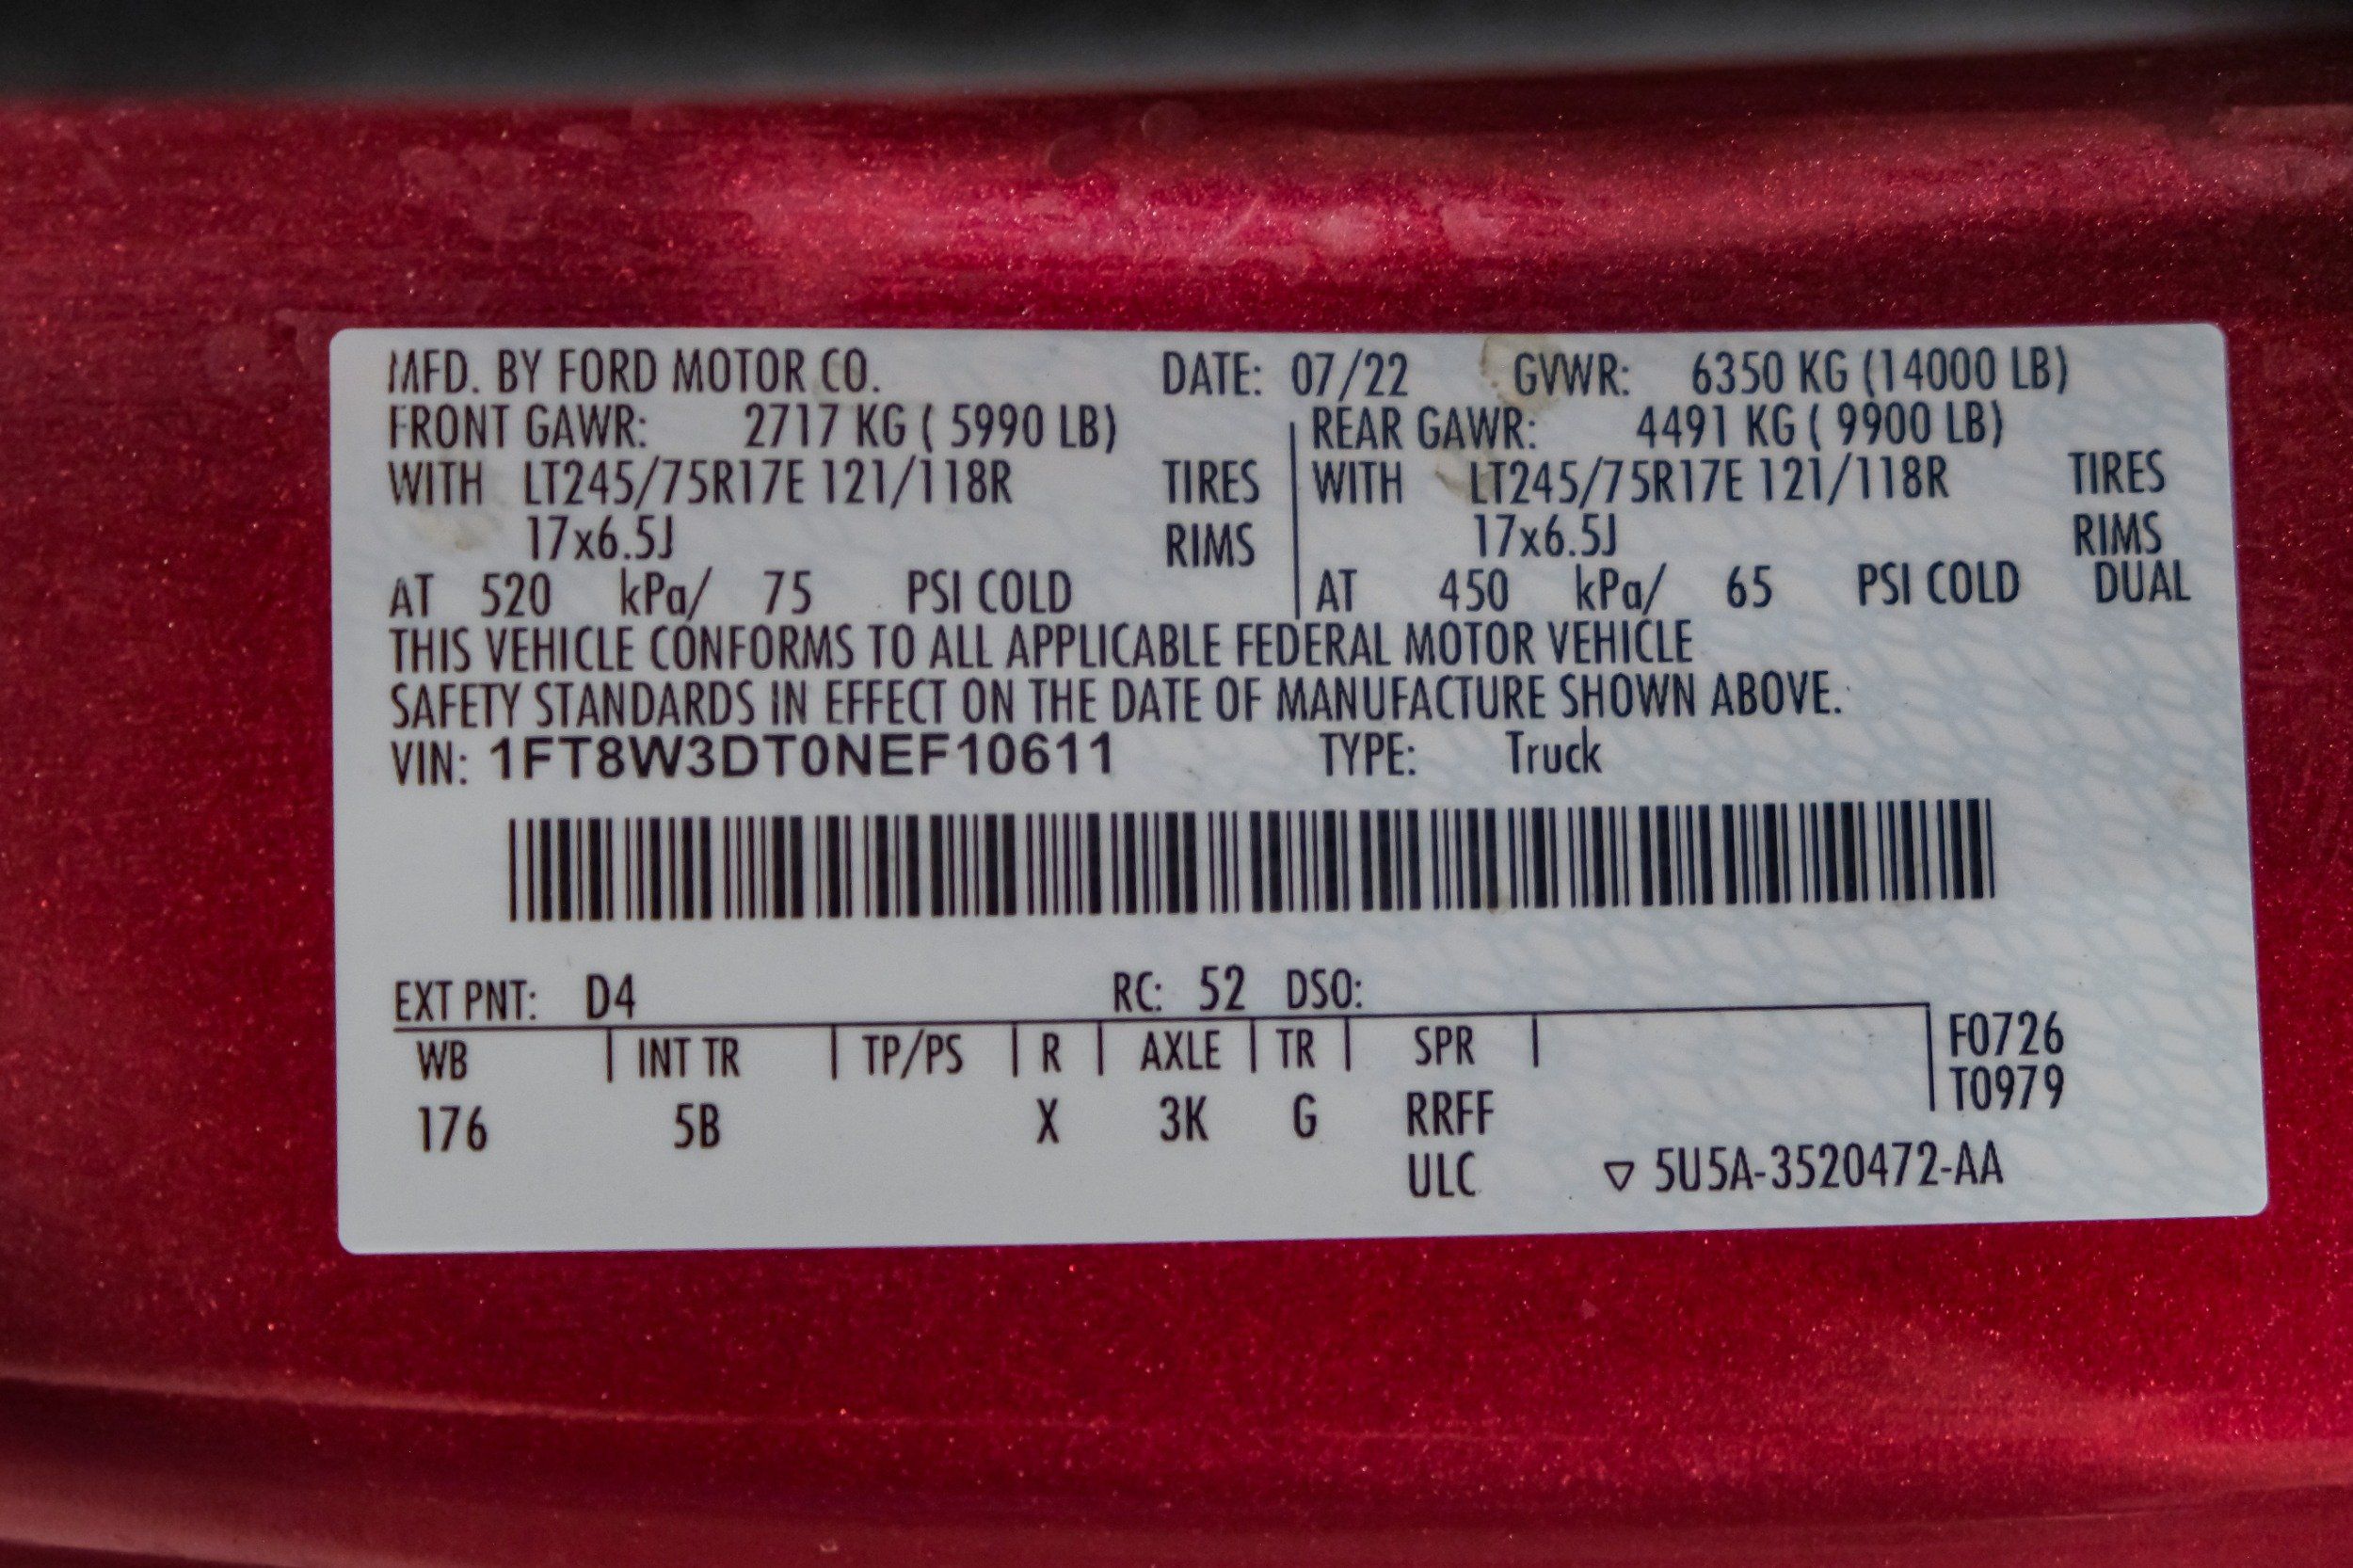 MFD. BY FORD MOTOR CO. DATE: 07/22 GVWR: 6350 KG (14000 LB)
FRONT GAWR: 2717 KG ( 5990 LB) REAR GAWR: 4491 KG ( 9900 LB)
WITH LT245/75R17E 121/118R TIRES WITH LT245/75R17E 121/118R TIRES
17x6.5J RIMS 17x6.5J RIMS
AT 520 kPa/ 75 PSI COLD AT 450 kPa/ 65 PSI COLD DUAL
THIS VEHICLE CONFORMS TO ALL APPLICABLE FEDERAL MOTOR VEHICLE
SAFETY STANDARDS IN EFFECT ON THE DATE OF MANUFACTURE SHOWN ABOVE.
VIN: 1FT8W3DT0NEF10611 TYPE: Truck
EXT PNT: D4 RC: 52 DSO:
WB INT TR TP/PS R AXLE TR SPR F0726
T0979
176 5B X 3K G RRFF
ULC ▽ 5U5A-3520472-AA